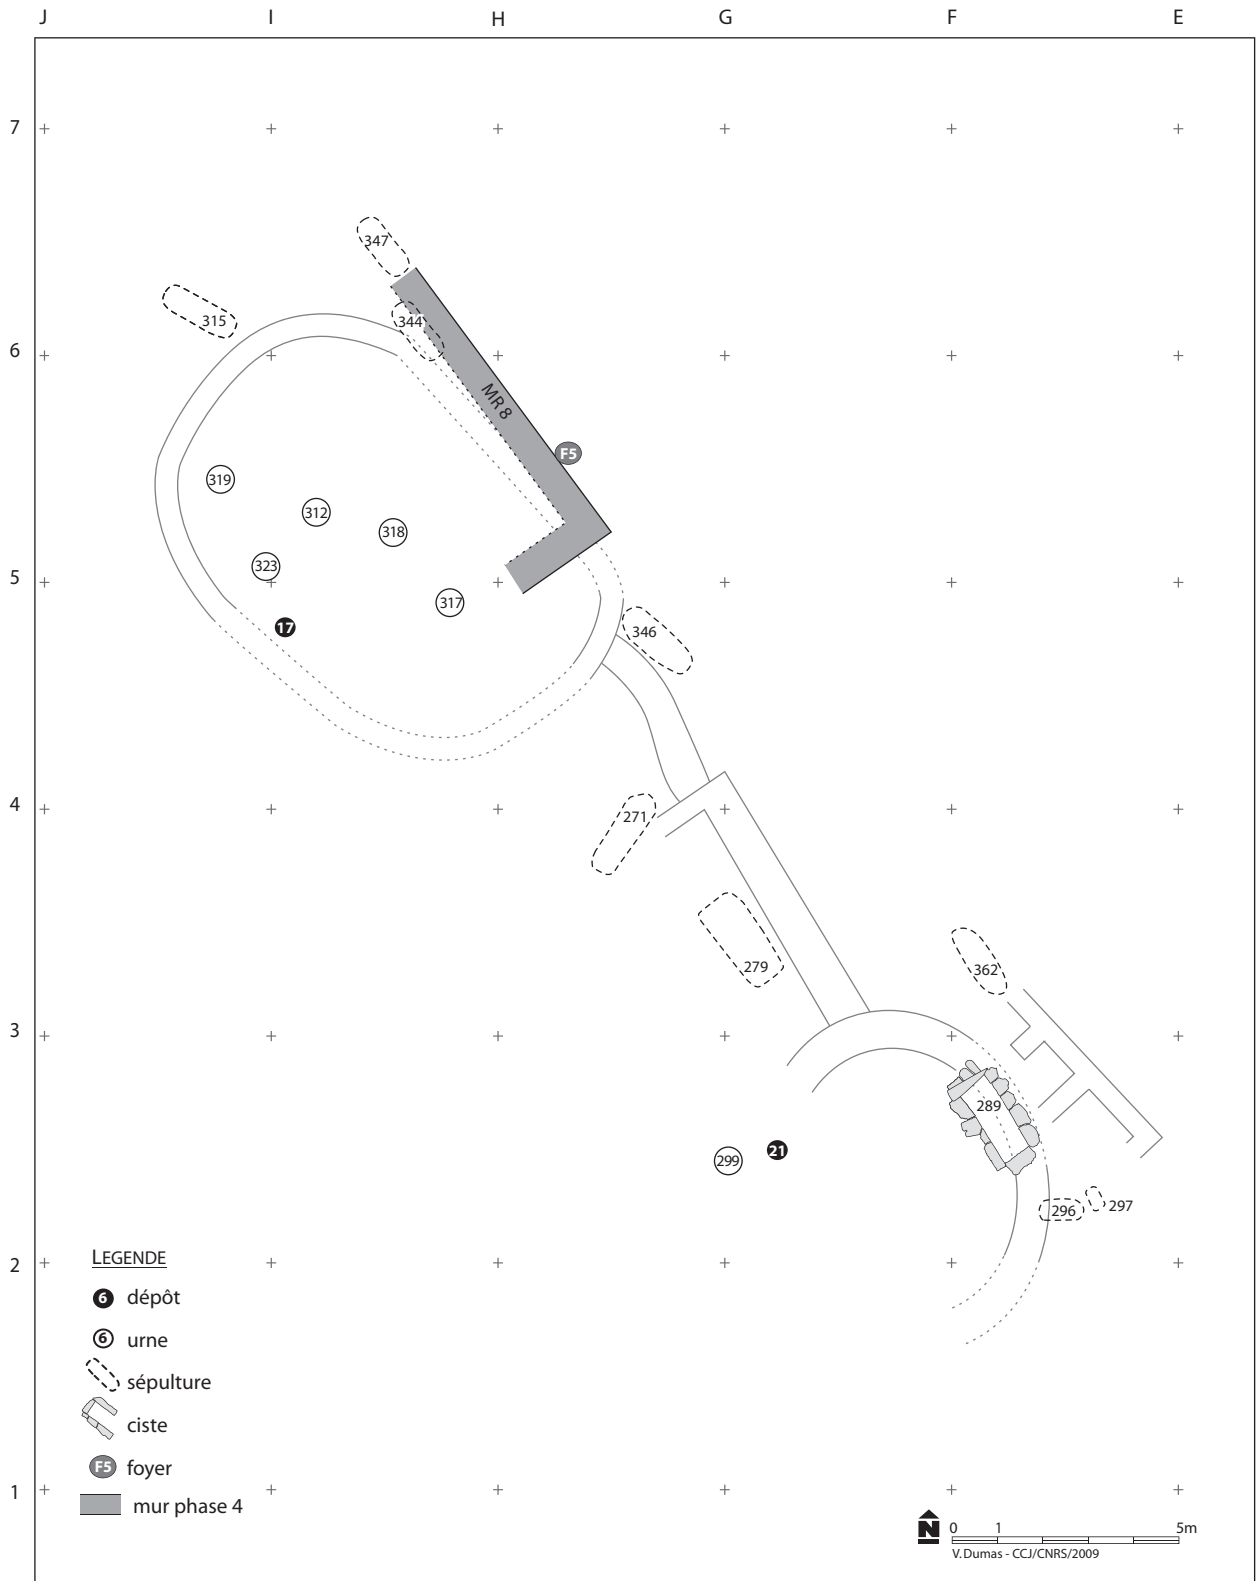 J I H G F E
7
347
315
344
6
MR 8
F5
319
312
318
323
5
317
17
346
4
271
279
362
3
289
21
299
297
296
LEGENDE
2
6 dépôt
6 urne
sépulture
ciste
F5 foyer
1
mur phase 4
N 0 1 5m
V. Dumas - CCJ/CNRS/2009